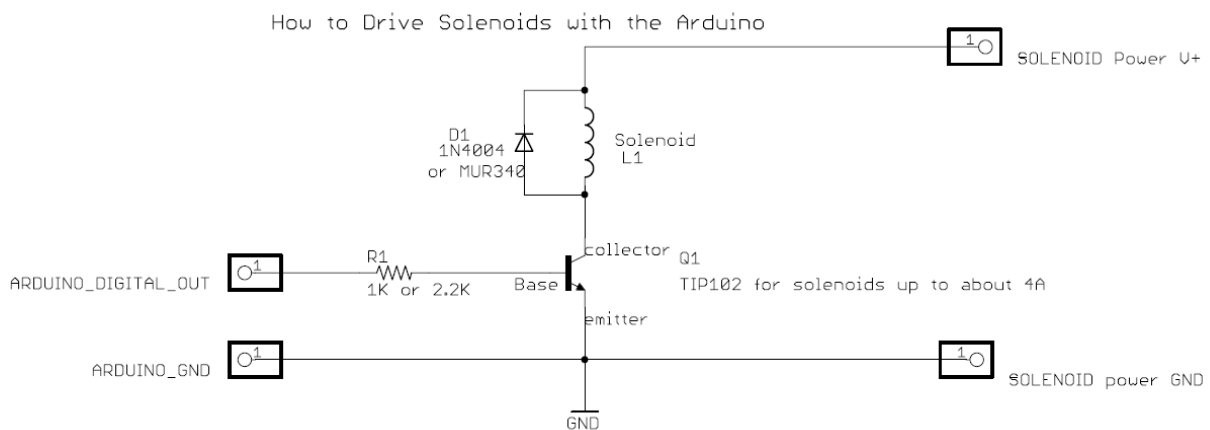 How to Drive Solenoids with the Arduino
1
SOLENOID Power V+
D1
1N4004
or MUR340
Solenoid
L1
ARDUINO_DIGITAL_OUT
1
R1
1K or 2.2K
Base
collector
emitter
Q1
TIP102 for solenoids up to about 4A
ARDUINO_GND
1
1
SOLENOID power GND
GND